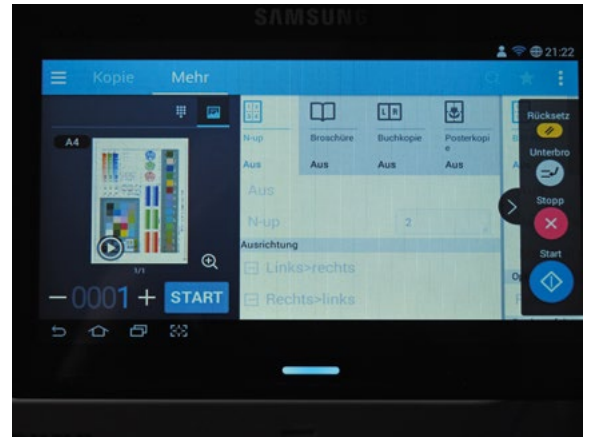 SAMSUNG
21:22
Kopie Mehr
A4
1/1
0001 START
N-up Broschüre Buchkopie Posterkopi
e
Aus Aus Aus Aus
Aus
N-up 2
Ausrichtung
Links>rechts
Rechts>links
Rücksetz
Unterbro
Stopp
Start